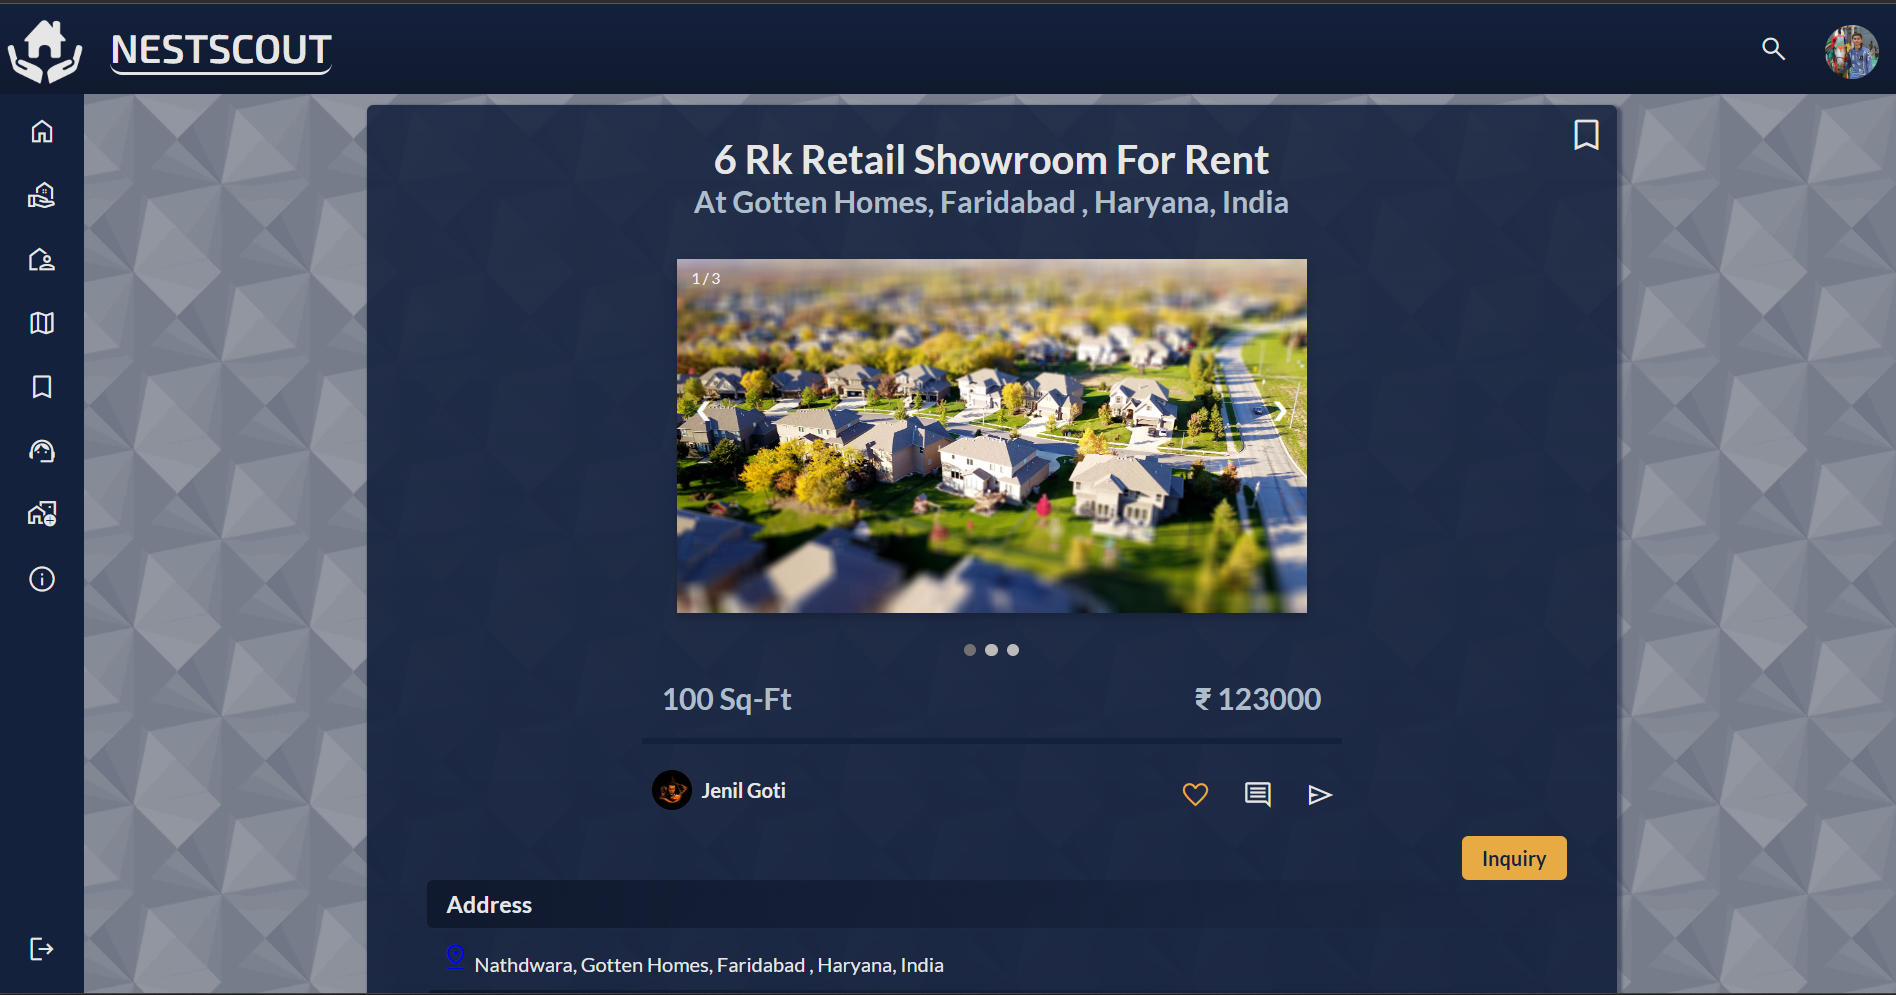 NESTSCOUT
6 Rk Retail Showroom For Rent
At Gotten Homes, Faridabad , Haryana, India
1 / 3
100 Sq-Ft
₹ 123000
Jenil Goti
Inquiry
Address
Nathdwara, Gotten Homes, Faridabad , Haryana, India